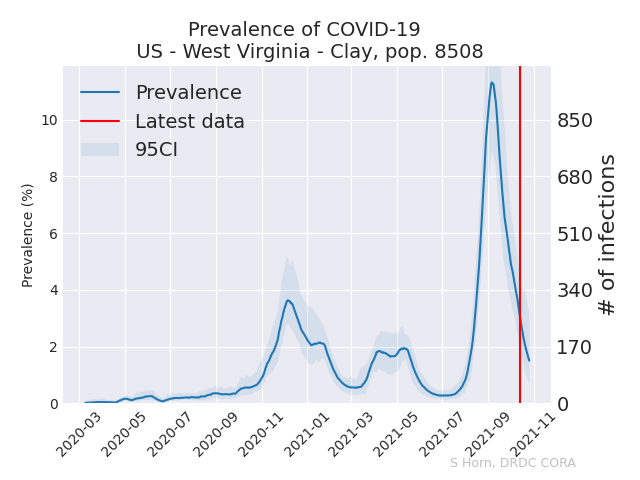 Prevalence of COVID-19
US - West Virginia - Clay, pop. 8508
Prevalence
Latest data
95CI
Prevalence (%)
10
8
6
4
2
0
850
680
510
340
170
0
# of infections
2020-03
2020-05
2020-07
2020-09
2020-11
2021-01
2021-03
2021-05
2021-07
2021-09
2021-11
S Horn, DRDC CORA